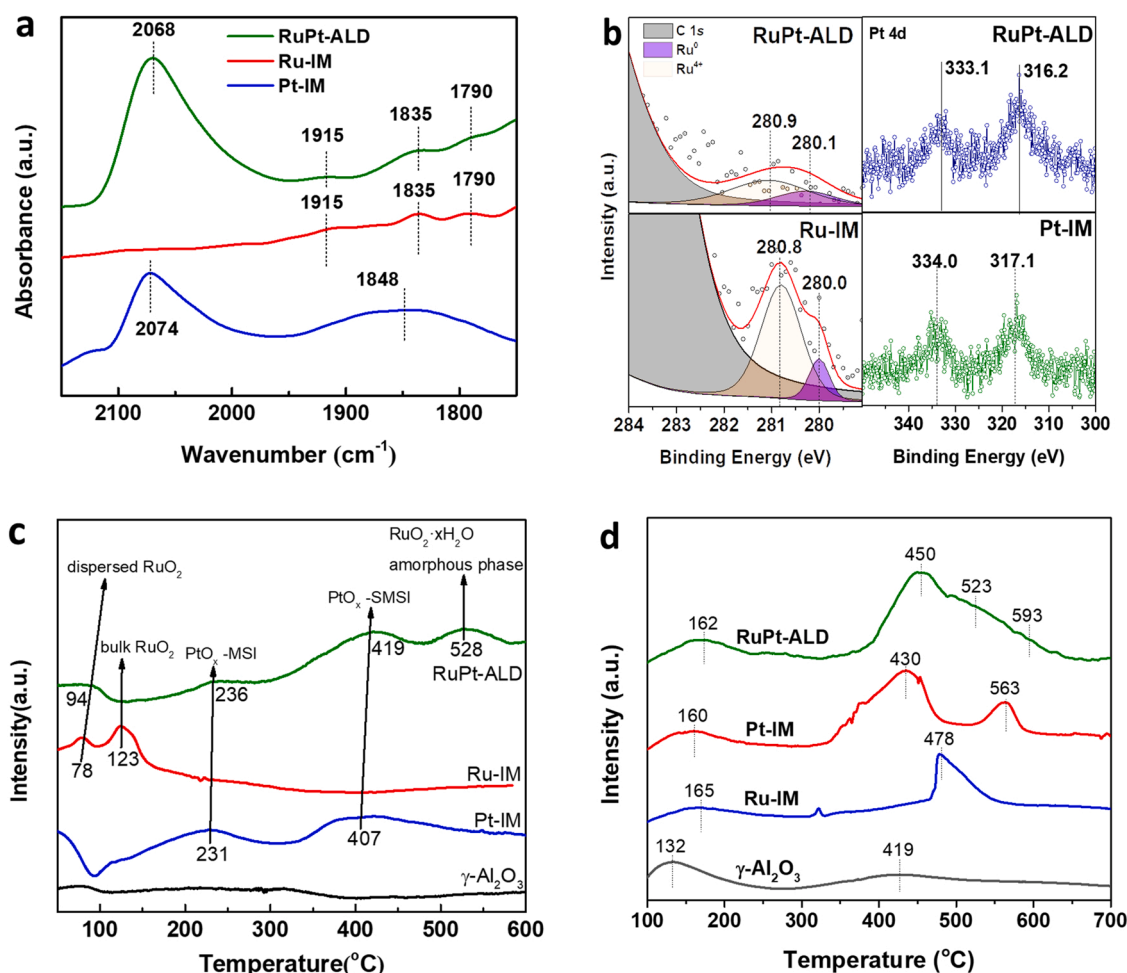 a
2068
RuPt-ALD
Ru-IM
Pt-IM
1915
1835
1790
1915
1835
1790
2074
1848
Absorbance (a.u.)
2100
2000
1900
1800
Wavenumber (cm⁻¹)
b
C 1s
Ru⁰
Ru⁴⁺
RuPt-ALD
280.9
280.1
Pt 4d
RuPt-ALD
333.1
316.2
Ru-IM
280.8
280.0
Pt-IM
334.0
317.1
Intensity (a.u.)
284
283
282
281
280
340
330
320
310
300
Binding Energy (eV)
Binding Energy (eV)
c
RuO₂·xH₂O
amorphous phase
dispersed RuO₂
PtOₓ -SMSI
bulk RuO₂
PtOₓ -MSI
94
236
419
528
RuPt-ALD
78
123
Ru-IM
Pt-IM
231
407
γ-Al₂O₃
Intensity(a.u.)
100
200
300
400
500
600
Temperature(°C)
d
450
523
593
162
RuPt-ALD
430
563
160
Pt-IM
478
165
Ru-IM
132
419
γ-Al₂O₃
Intensity (a.u.)
100
200
300
400
500
600
700
Temperature (°C)